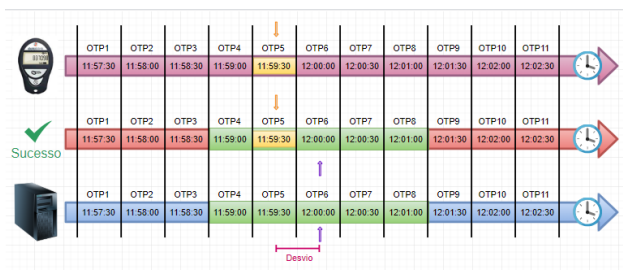 OTP1 OTP2 OTP3 OTP4 OTP5 OTP6 OTP7 OTP8 OTP9 OTP10 OTP11
11:57:30 11:58:00 11:58:30 11:59:00 11:59:30 12:00:00 12:00:30 12:01:00 12:01:30 12:02:00 12:02:30
OTP1 OTP2 OTP3 OTP4 OTP5 OTP6 OTP7 OTP8 OTP9 OTP10 OTP11
11:57:30 11:58:00 11:58:30 11:59:00 11:59:30 12:00:00 12:00:30 12:01:00 12:01:30 12:02:00 12:02:30
Sucesso
OTP1 OTP2 OTP3 OTP4 OTP5 OTP6 OTP7 OTP8 OTP9 OTP10 OTP11
11:57:30 11:58:00 11:58:30 11:59:00 11:59:30 12:00:00 12:00:30 12:01:00 12:01:30 12:02:00 12:02:30
Desvio